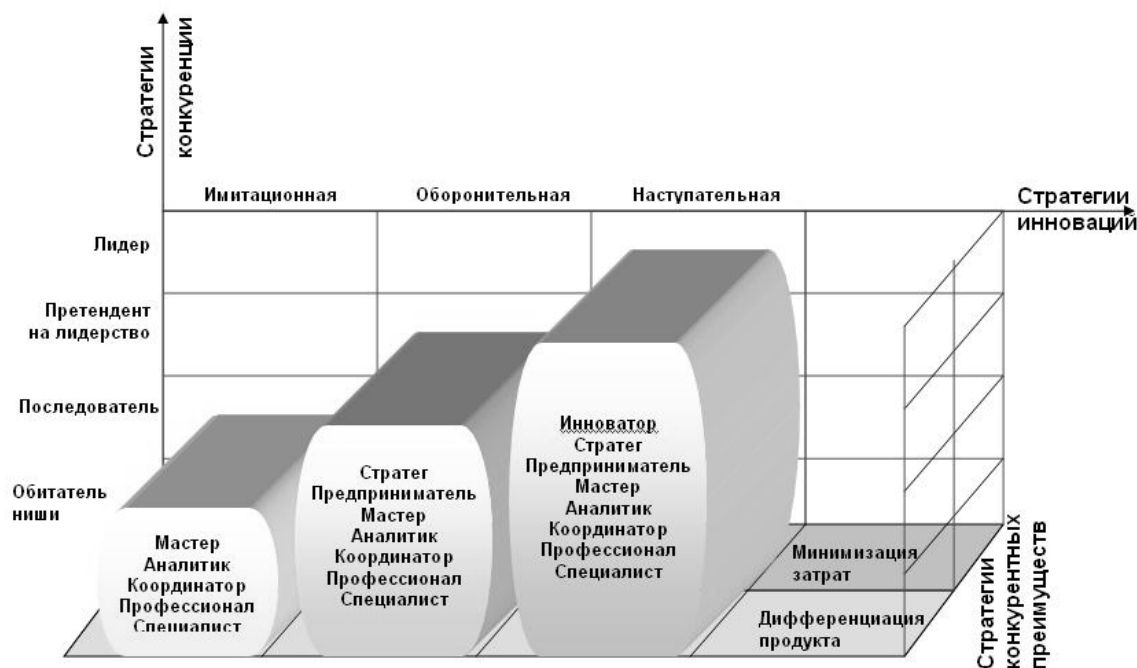 Стратегии
конкуренции
Имитационная
Оборонительная
Наступательная
Стратегии
инноваций
Лидер
Претендент
на лидерство
Последователь
Обитатель
ниши
Мастер
Аналитик
Координатор
Профессионал
Специалист
Стратег
Предприниматель
Мастер
Аналитик
Координатор
Профессионал
Специалист
Инноватор
Стратег
Предприниматель
Мастер
Аналитик
Координатор
Профессионал
Специалист
Минимизация
затрат
Дифференциация
продукта
Стратегии
конкурентных
преимуществ